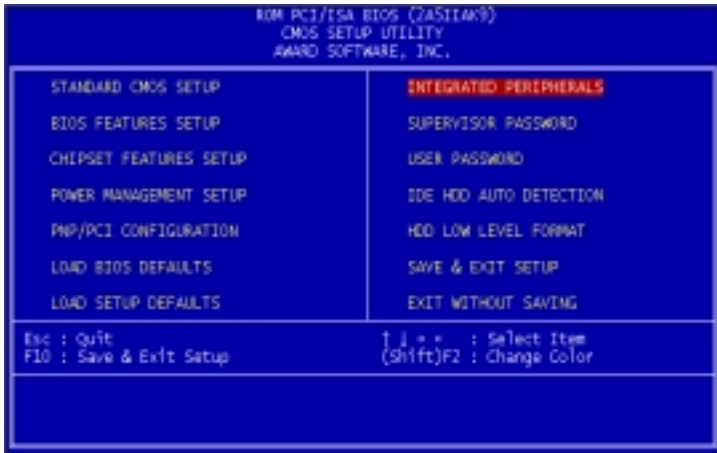 ROM PCI/ISA BIOS (2A5IIAK9)
CMOS SETUP UTILITY
AWARD SOFTWARE, INC.
STANDARD CMOS SETUP
BIOS FEATURES SETUP
CHIPSET FEATURES SETUP
POWER MANAGEMENT SETUP
PNP/PCI CONFIGURATION
LOAD BIOS DEFAULTS
LOAD SETUP DEFAULTS
INTEGRATED PERIPHERALS
SUPERVISOR PASSWORD
USER PASSWORD
IDE HDD AUTO DETECTION
HDD LOW LEVEL FORMAT
SAVE & EXIT SETUP
EXIT WITHOUT SAVING
Esc : Quit
F10 : Save & Exit Setup
↑ ↓ : Select Item
(Shift)F2 : Change Color